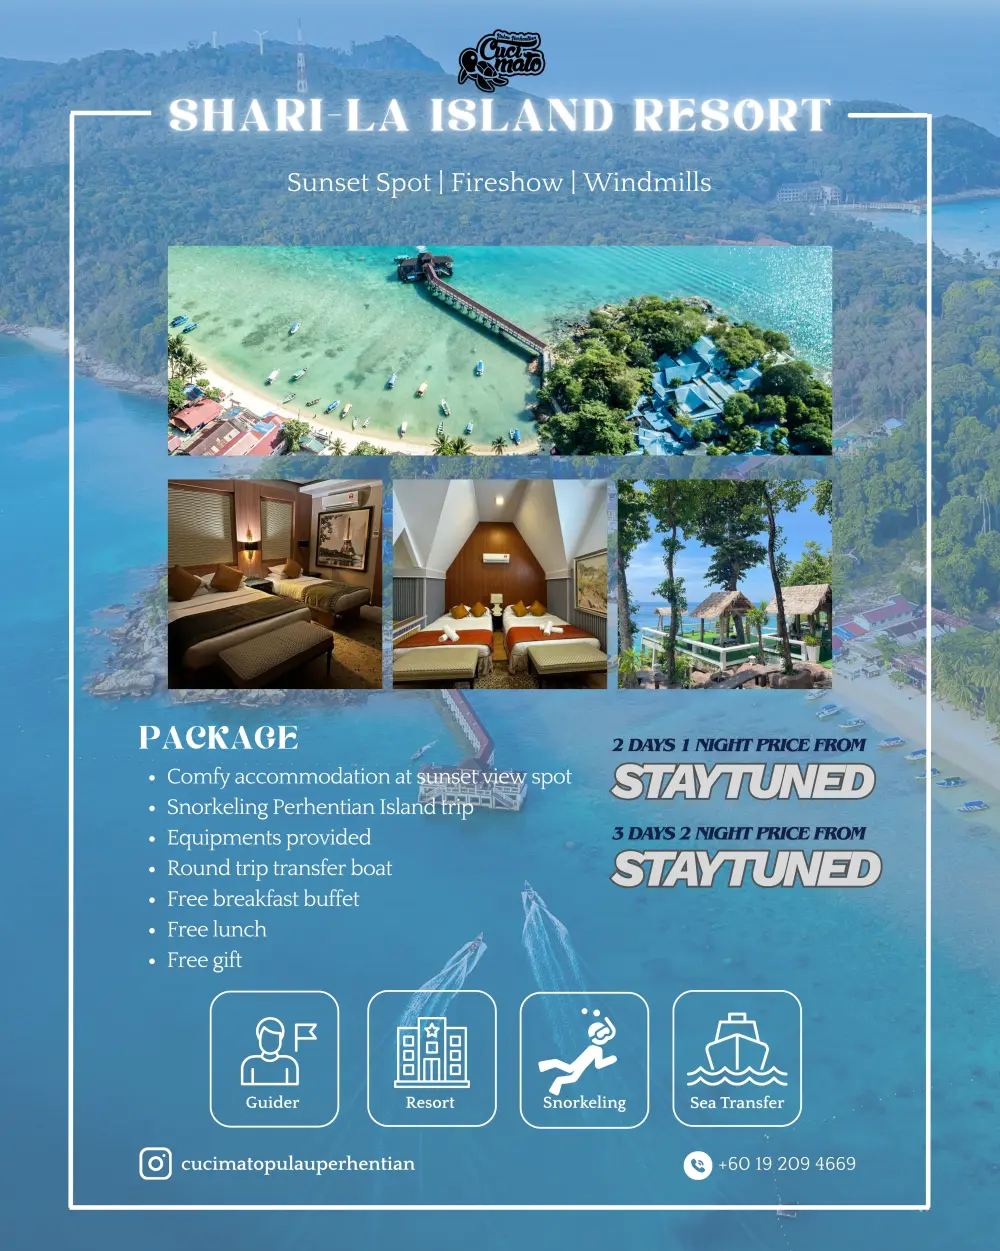 Cuci
mato
SHARI-LA ISLAND RESORT
Sunset Spot | Fireshow | Windmills
PACKAGE
• Comfy accommodation at sunset view spot
• Snorkeling Perhentian Island trip
• Equipments provided
• Round trip transfer boat
• Free breakfast buffet
• Free lunch
• Free gift
2 DAYS 1 NIGHT PRICE FROM
STAYTUNED
3 DAYS 2 NIGHT PRICE FROM
STAYTUNED
Guider
Resort
Snorkeling
Sea Transfer
cucimatopulauperhentian
+60 19 209 4669